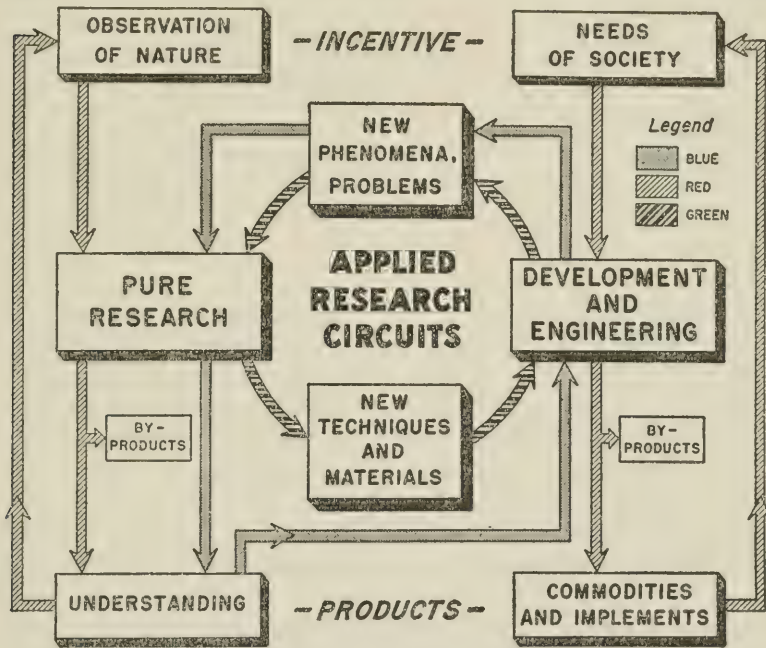 OBSERVATION
OF NATURE
-INCENTIVE-
NEEDS
OF SOCIETY
NEW
PHENOMENA,
PROBLEMS
Legend
BLUE
RED
GREEN
PURE
RESEARCH
APPLIED
RESEARCH
CIRCUITS
DEVELOPMENT
AND
ENGINEERING
NEW
TECHNIQUES
AND
MATERIALS
BY-
PRODUCTS
BY-
PRODUCTS
UNDERSTANDING
-PRODUCTS-
COMMODITIES
AND IMPLEMENTS